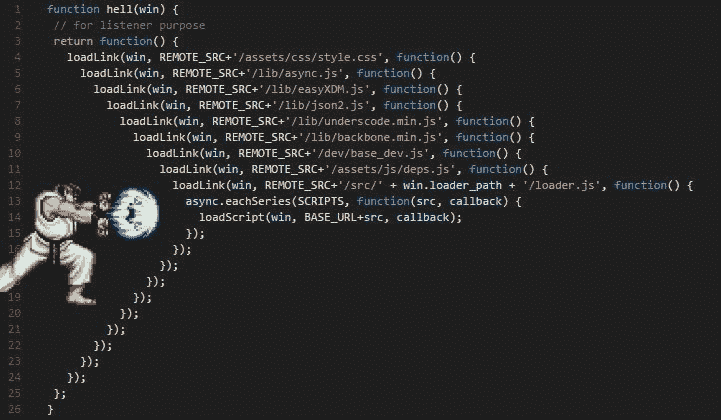 1 function hell(win) {
2 // for listener purpose
3 return function() {
4 loadLink(win, REMOTE_SRC+'/assets/css/style.css', function() {
5 loadLink(win, REMOTE_SRC+'/lib/async.js', function() {
6 loadLink(win, REMOTE_SRC+'/lib/easyXDM.js', function() {
7 loadLink(win, REMOTE_SRC+'/lib/json2.js', function() {
8 loadLink(win, REMOTE_SRC+'/lib/underscode.min.js', function() {
9 loadLink(win, REMOTE_SRC+'/lib/backbone.min.js', function() {
10 loadLink(win, REMOTE_SRC+'/dev/base_dev.js', function() {
11 loadLink(win, REMOTE_SRC+'/assets/js/deps.js', function() {
12 loadLink(win, REMOTE_SRC+'/src/' + win.loader_path + '/loader.js', function() {
13 async.eachSeries(SCRIPTS, function(src, callback) {
14 loadScript(win, BASE_URL+src, callback);
15 });
});
});
});
19 });
20 });
21 });
22 });
23 });
24 });
25 };
26 }